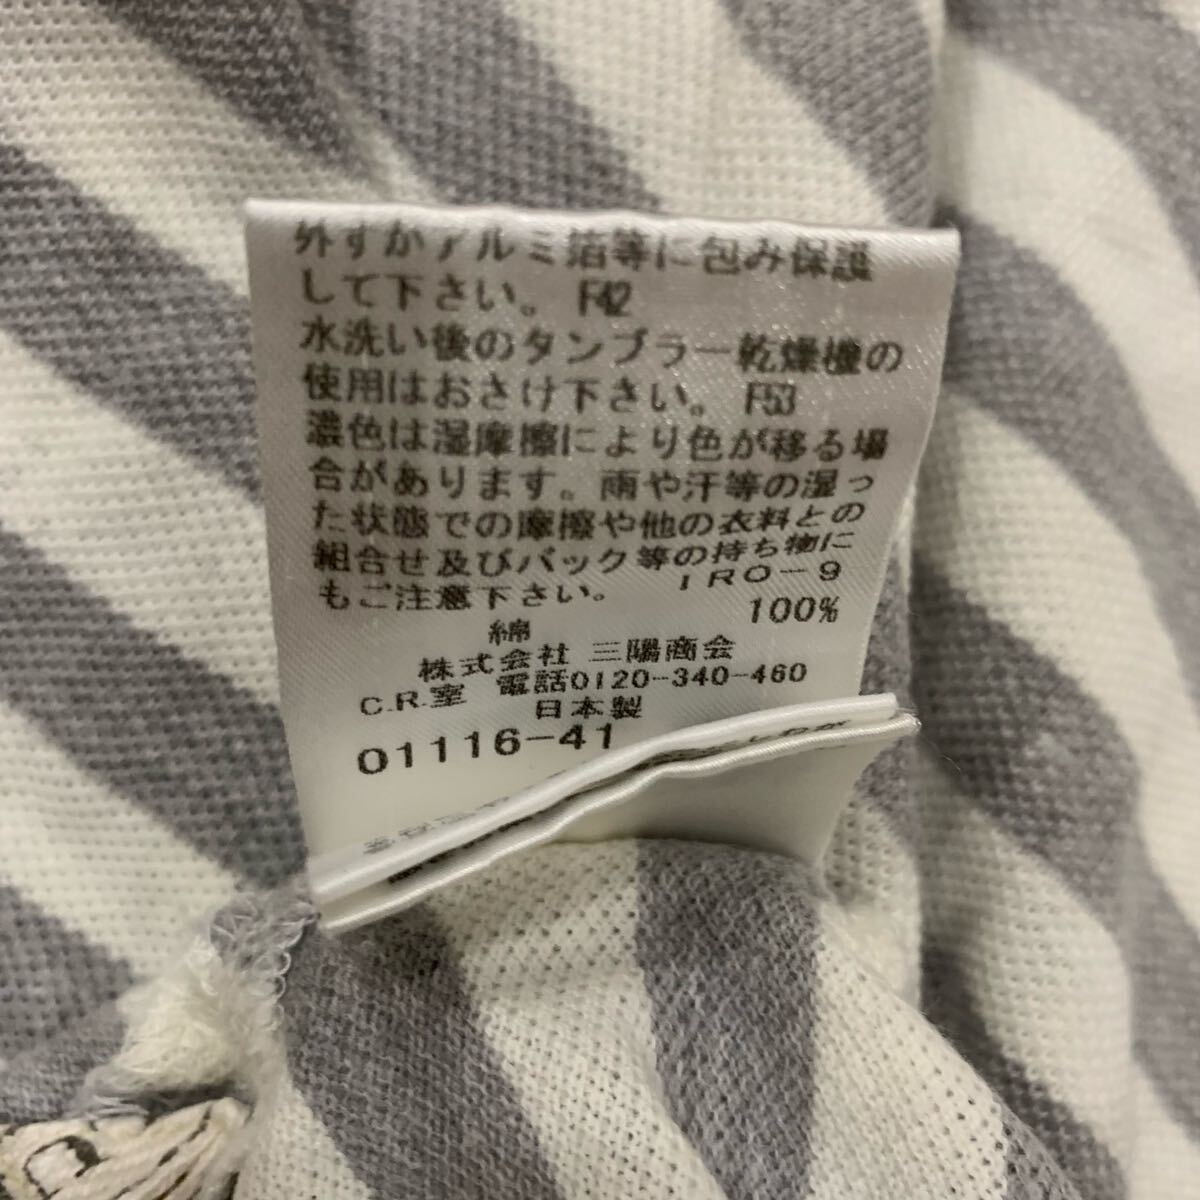 外すかアルミ箔等に包み保護
して下さい。 F42
水洗い後のタンブラー乾燥機の
使用はおさけ下さい。 F53
濃色は湿摩擦により色が移る場
合があります。雨や汗等の湿っ
た状態での摩擦や他の衣料との
組合せ及びバック等の持ち物に
もご注意下さい。 IRO-9
綿 100%
株式会社 三陽商会
C.R.室 電話0120-340-460
日本製
01116-41